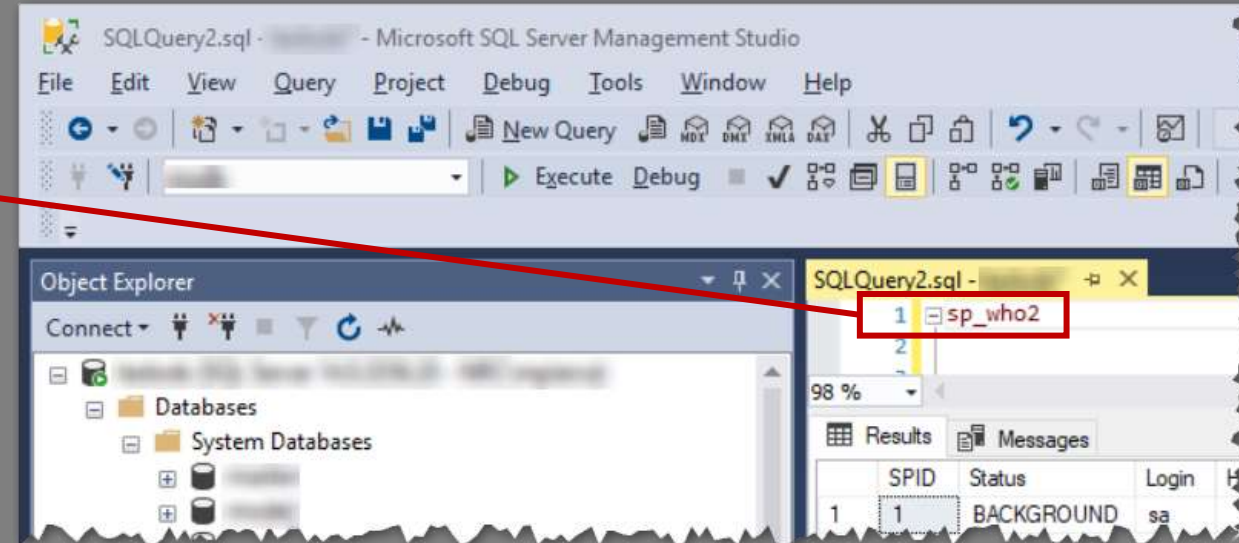 SQLQuery2.sql - - Microsoft SQL Server Management Studio
File Edit View Query Project Debug Tools Window Help
New Query MDX DMX XMLA DAX
Execute Debug
Object Explorer
SQLQuery2.sql -
Connect
1 sp_who2
2
98 %
Databases
System Databases
Results Messages
SPID Status Login
1 1 BACKGROUND sa